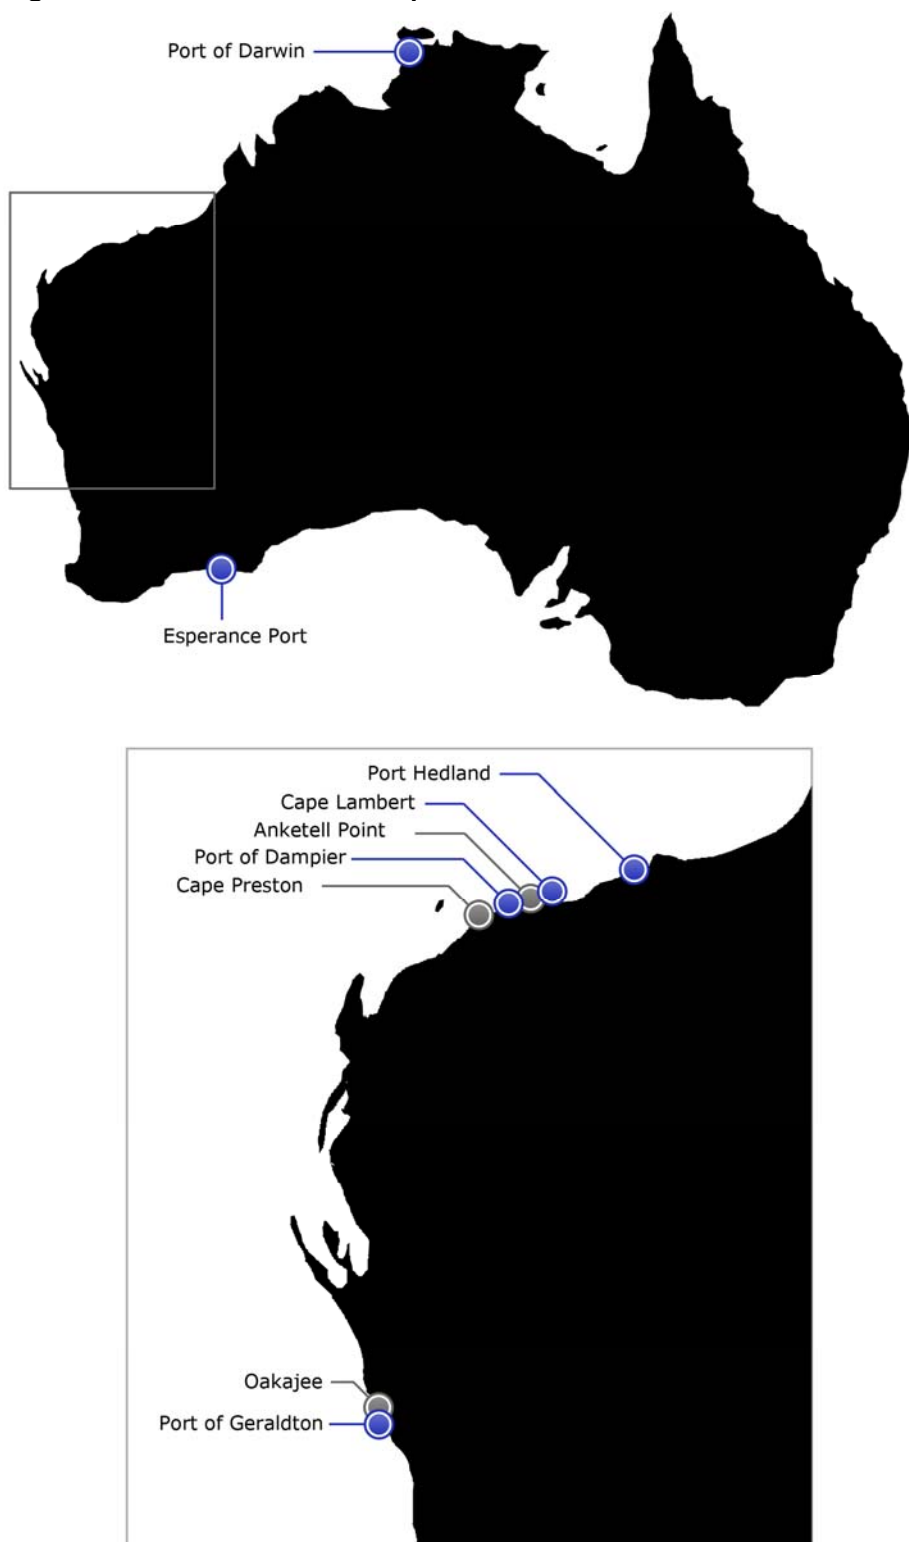 Port of Darwin
Esperance Port
Port Hedland
Cape Lambert
Anketell Point
Port of Dampier
Cape Preston
Oakajee
Port of Geraldton